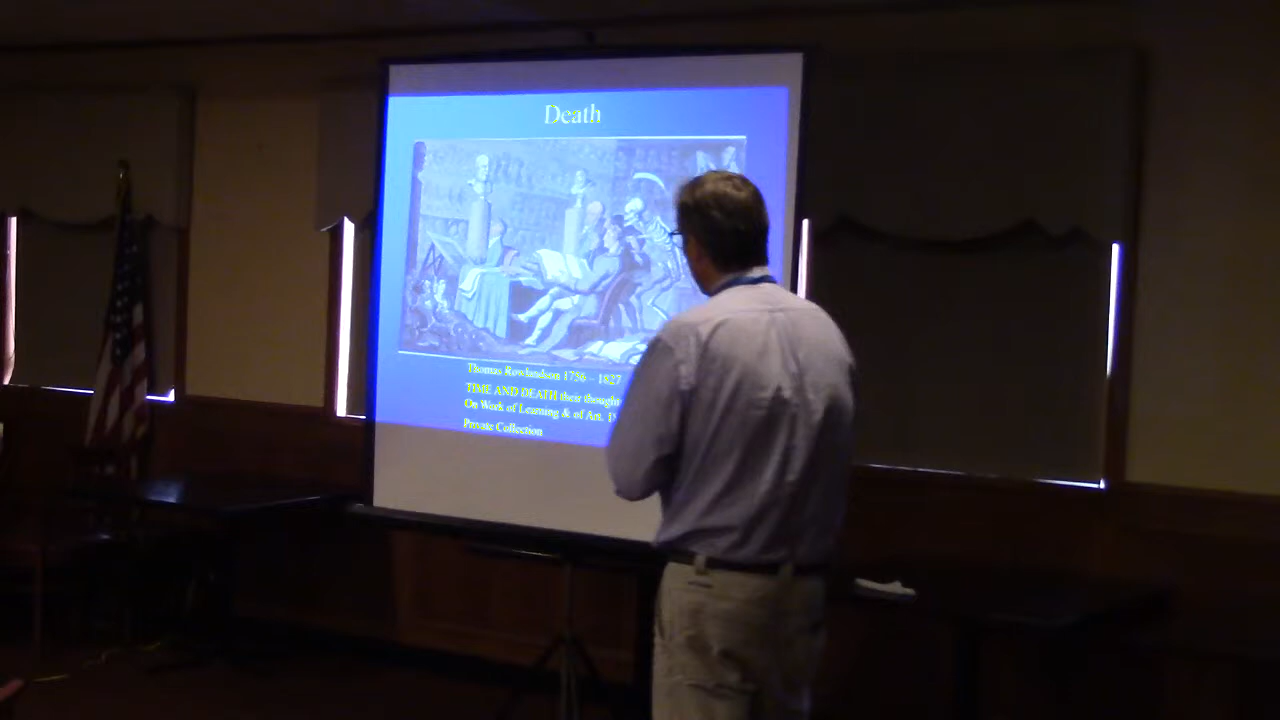 Death
Thomas Rowlandson 1756 - 1827
TIME AND DEATH their thought
On Work of Learning & of Art.
Private Collection